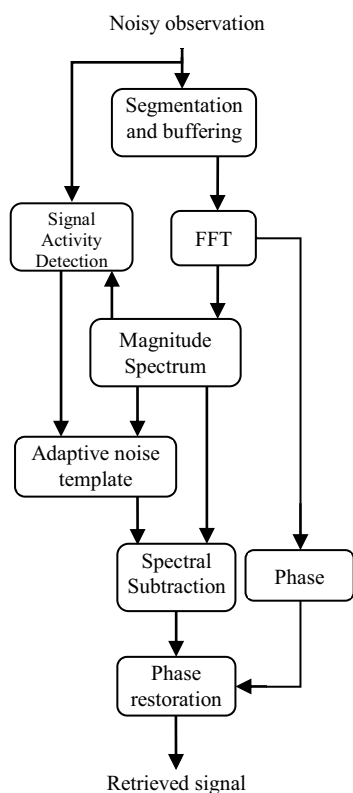 Noisy observation
Segmentation
and buffering
Signal
Activity
Detection
FFT
Magnitude
Spectrum
Adaptive noise
template
Spectral
Subtraction
Phase
Phase
restoration
Retrieved signal